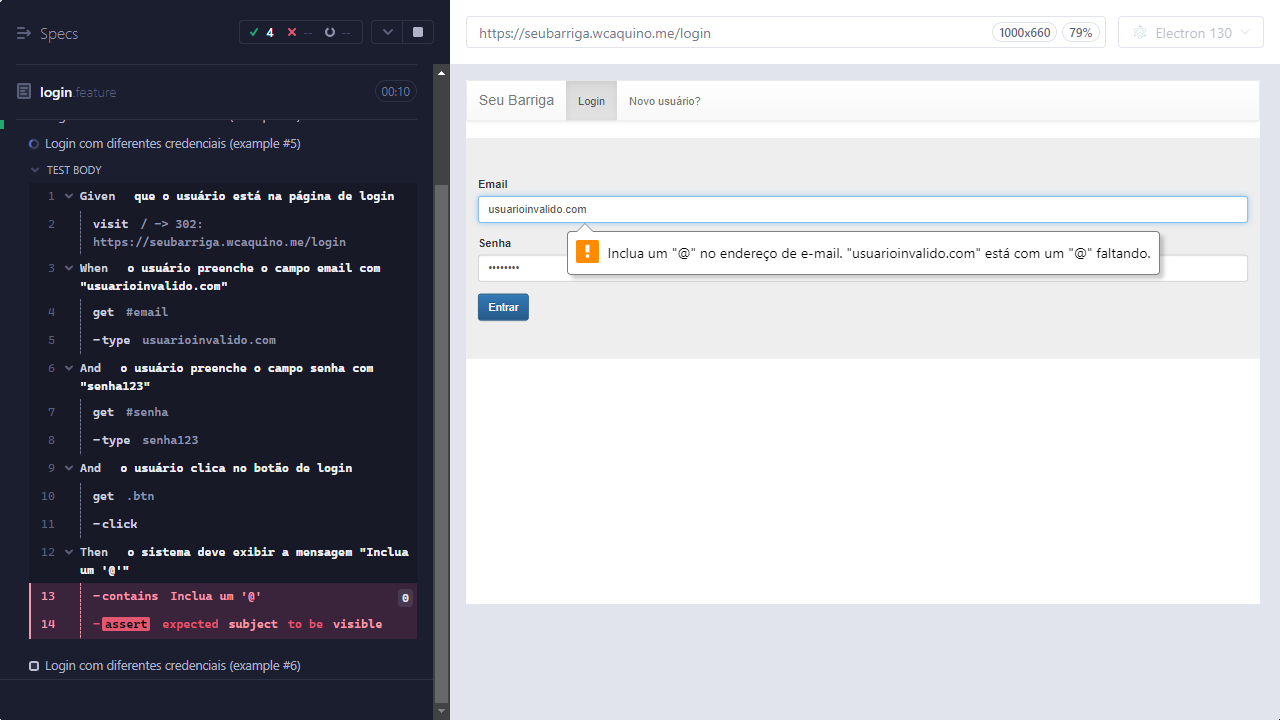 Specs
4 -- --
login.feature
00:10
Login com diferentes credenciais (example #5)
TEST BODY
1 Given que o usuário está na página de login
2 visit / -> 302:
https://seubarriga.wcaquino.me/login
3 When o usuário preenche o campo email com
"usuarioinvalido.com"
4 get #email
5 -type usuarioinvalido.com
6 And o usuário preenche o campo senha com
"senha123"
7 get #senha
8 -type senha123
9 And o usuário clica no botão de login
10 get .btn
11 -click
12 Then o sistema deve exibir a mensagem "Inclua
um '@'"
13 -contains Inclua um '@' 0
14 -assert expected subject to be visible
Login com diferentes credenciais (example #6)
https://seubarriga.wcaquino.me/login
1000x660
79%
Electron 130
Seu Barriga
Login
Novo usuário?
Email
usuarioinvalido.com
Inclua um "@" no endereço de e-mail. "usuarioinvalido.com" está com um "@" faltando.
Senha
••••••••
Entrar